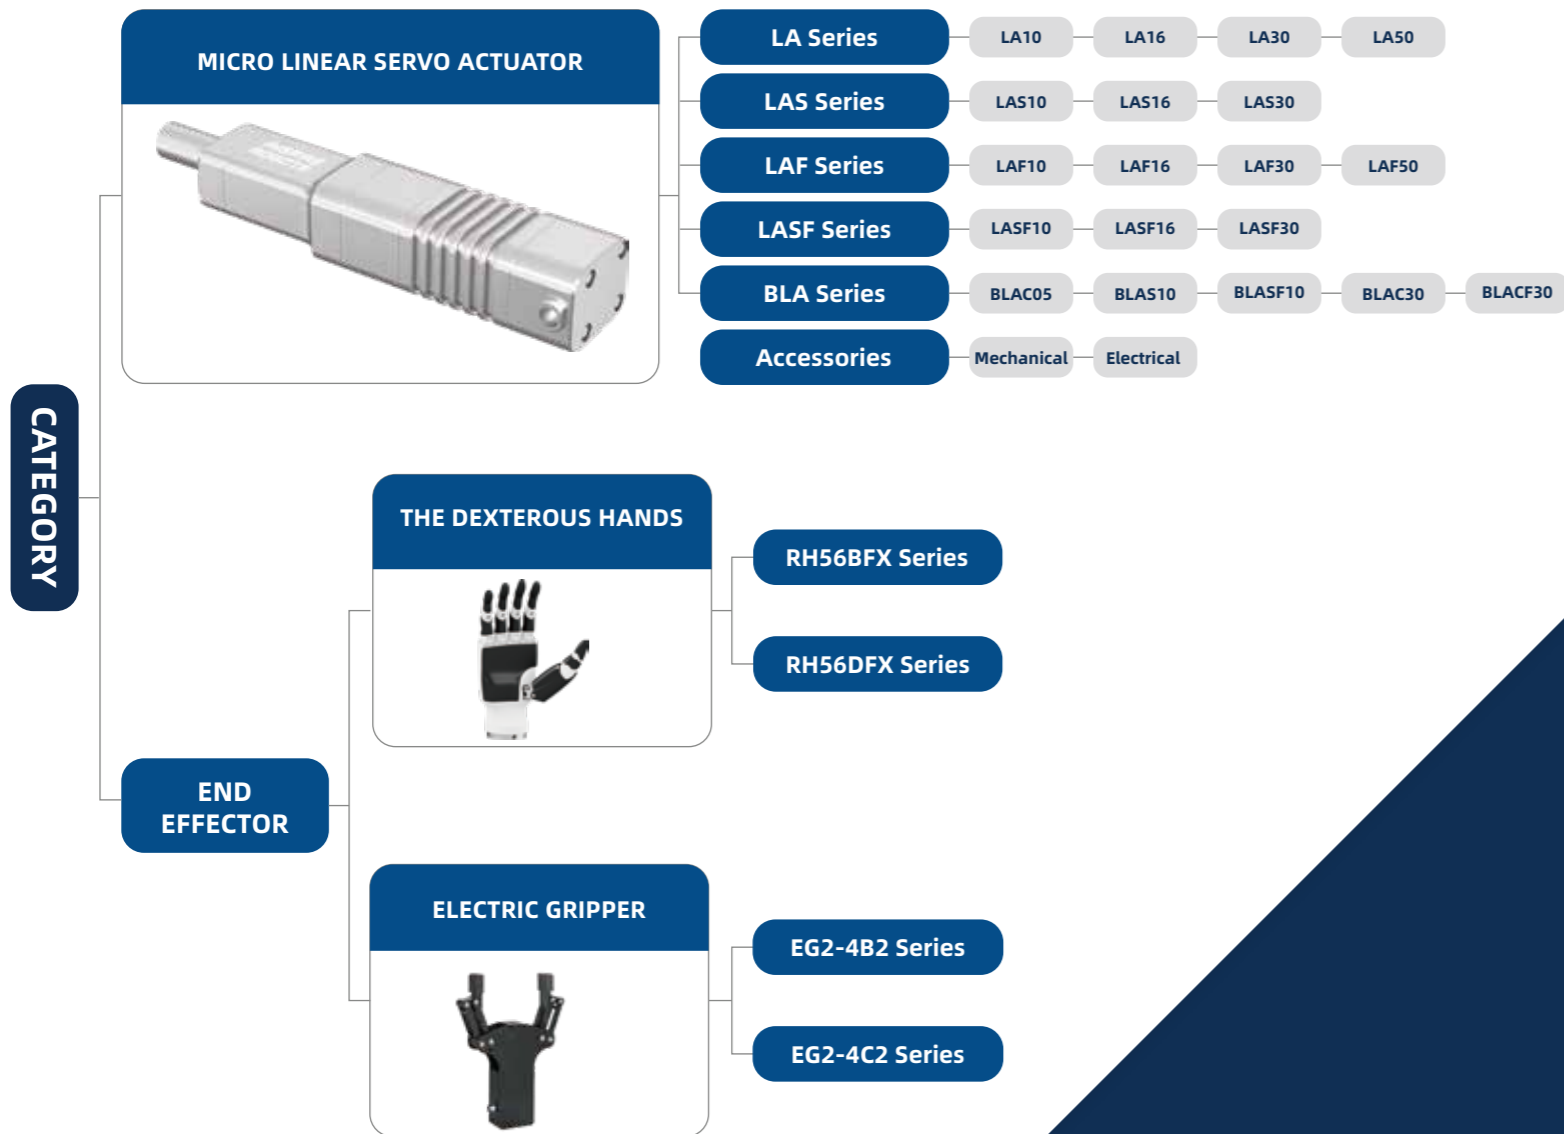 CATEGORY
MICRO LINEAR SERVO ACTUATOR
LA Series
LA10
LA16
LA30
LA50
LAS Series
LAS10
LAS16
LAS30
LAF Series
LAF10
LAF16
LAF30
LAF50
LASF Series
LASF10
LASF16
LASF30
BLA Series
BLAC05
BLAS10
BLASF10
BLAC30
BLACF30
Accessories
Mechanical
Electrical
END
EFFECTOR
THE DEXTEROUS HANDS
RH56BFX Series
RH56DFX Series
ELECTRIC GRIPPER
EG2-4B2 Series
EG2-4C2 Series